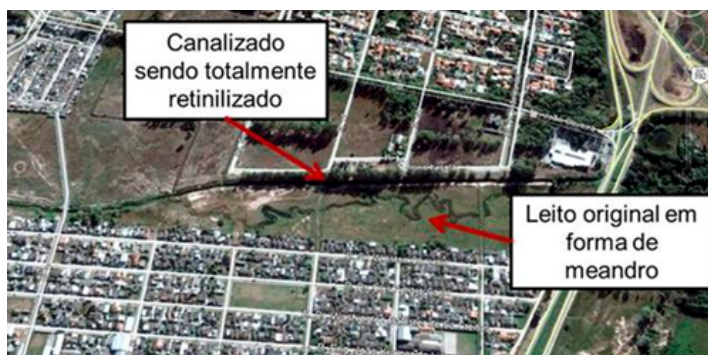 Canalizado
sendo totalmente
retinilizado
Leito original em
forma de
meandro